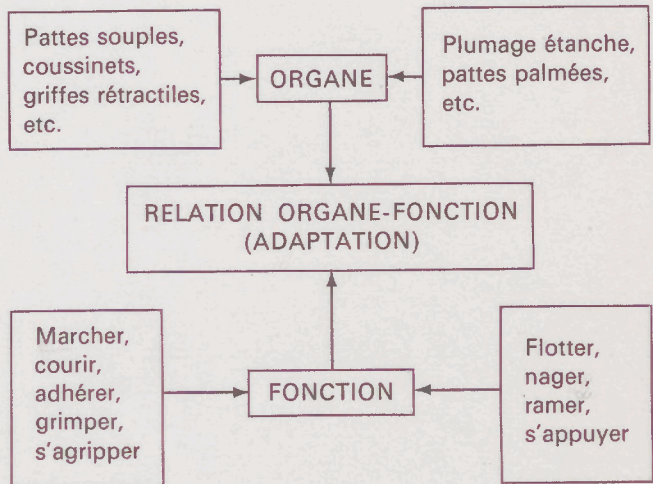 Pattes souples,
coussinets,
griffes rétractiles,
etc.
ORGANE
Plumage étanche,
pattes palmées,
etc.
RELATION ORGANE-FONCTION
(ADAPTATION)
Marcher,
courir,
adhérer,
grimper,
s'agripper
FONCTION
Flotter,
nager,
ramer,
s'appuyer